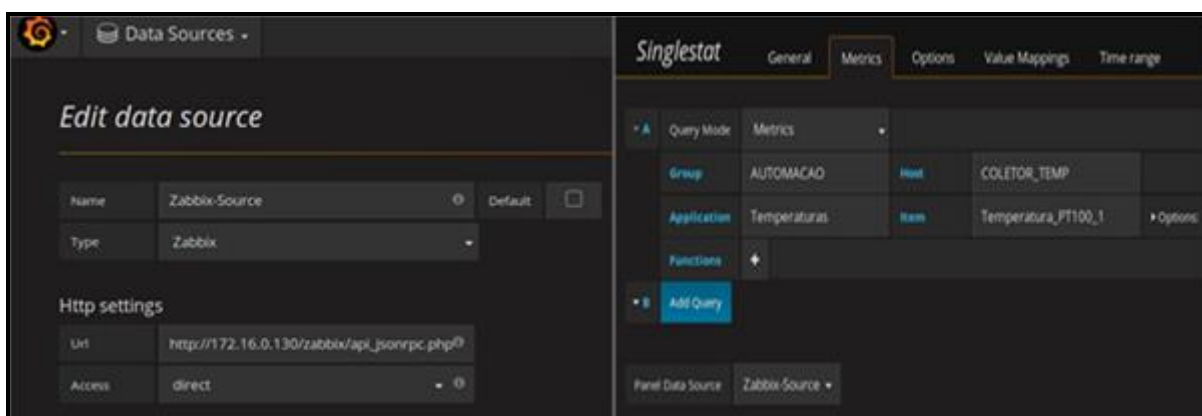 Data Sources
Edit data source
Name Zabbix-Source Default
Type Zabbix
Http settings
Url http://172.16.0.130/zabbix/api_jsonrpc.php
Access direct
Singlestat General Metrics Options Value Mappings Time range
A Query Mode Metrics
Group AUTOMACAO Host COLETOR_TEMP
Application Temperaturas Item Temperatura_PT100_1 Options
Functions +
B Add Query
Panel Data Source Zabbix-Source